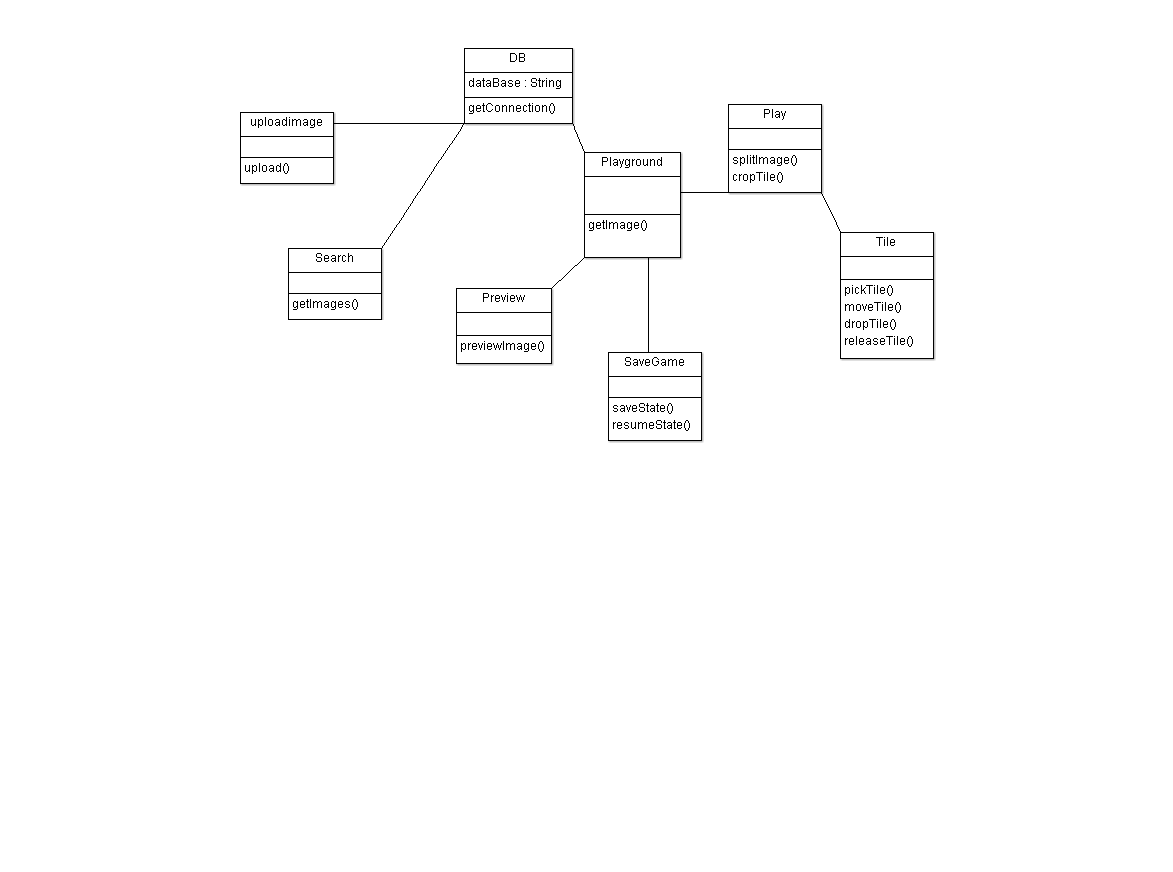 DB
dataBase : String
getConnection()
uploadimage
upload()
Play
splitImage()
cropTile()
Playground
getImage()
Search
getImages()
Tile
pickTile()
moveTile()
dropTile()
releaseTile()
Preview
previewImage()
SaveGame
saveState()
resumeState()